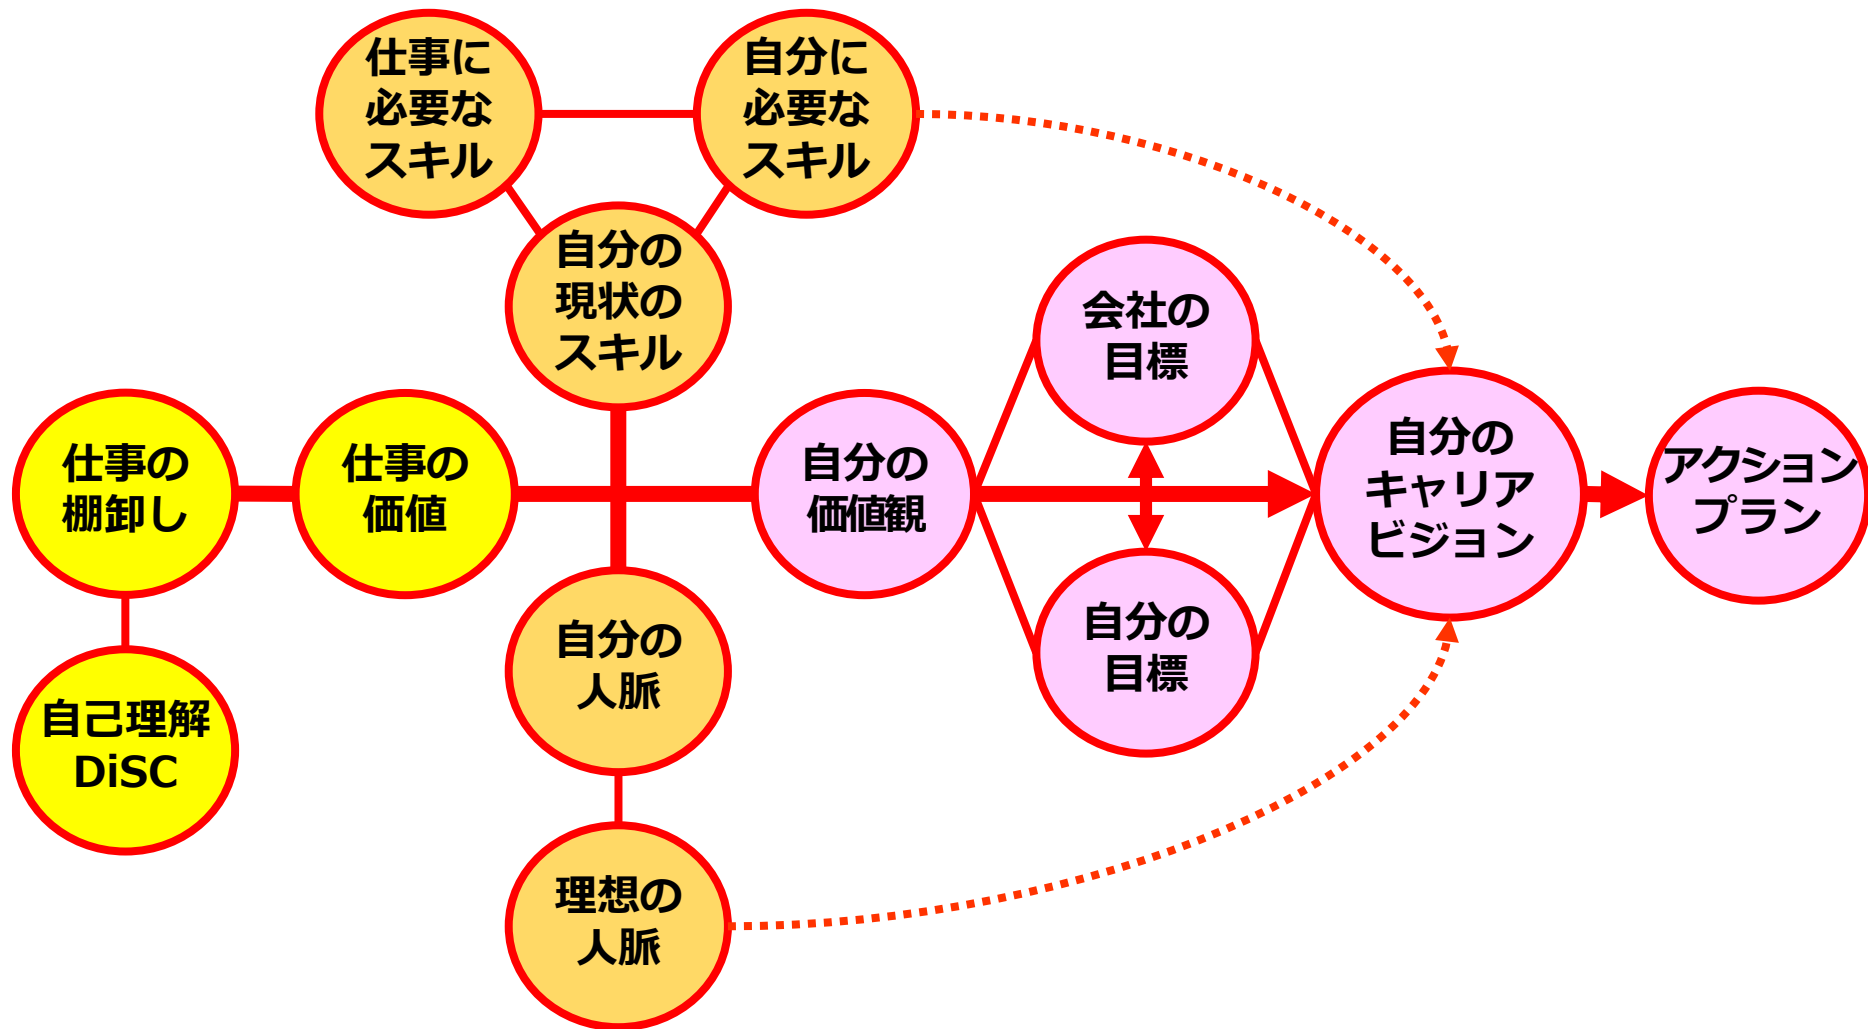 仕事に
必要な
スキル
自分に
必要な
スキル
自分の
現状の
スキル
会社の
目標
仕事の
棚卸し
仕事の
価値
自分の
価値観
自分の
キャリア
ビジョン
アクション
プラン
自分の
人脈
自分の
目標
自己理解
DiSC
理想の
人脈